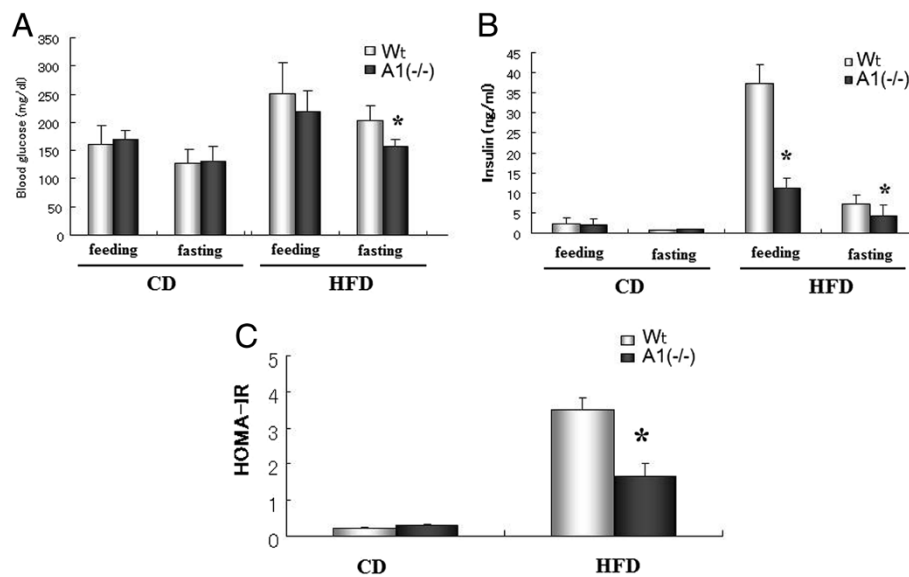 A
Blood glucose (mg/dl)
350
300
250
200
150
100
50
0
Wt
A1(-/-)
*
feeding
fasting
feeding
fasting
CD
HFD
B
Insulin (ng/ml)
45
40
35
30
25
20
15
10
5
0
Wt
A1(-/-)
*
*
feeding
fasting
feeding
fasting
CD
HFD
C
HOMA-IR
5
4
3
2
1
0
Wt
A1(-/-)
*
CD
HFD